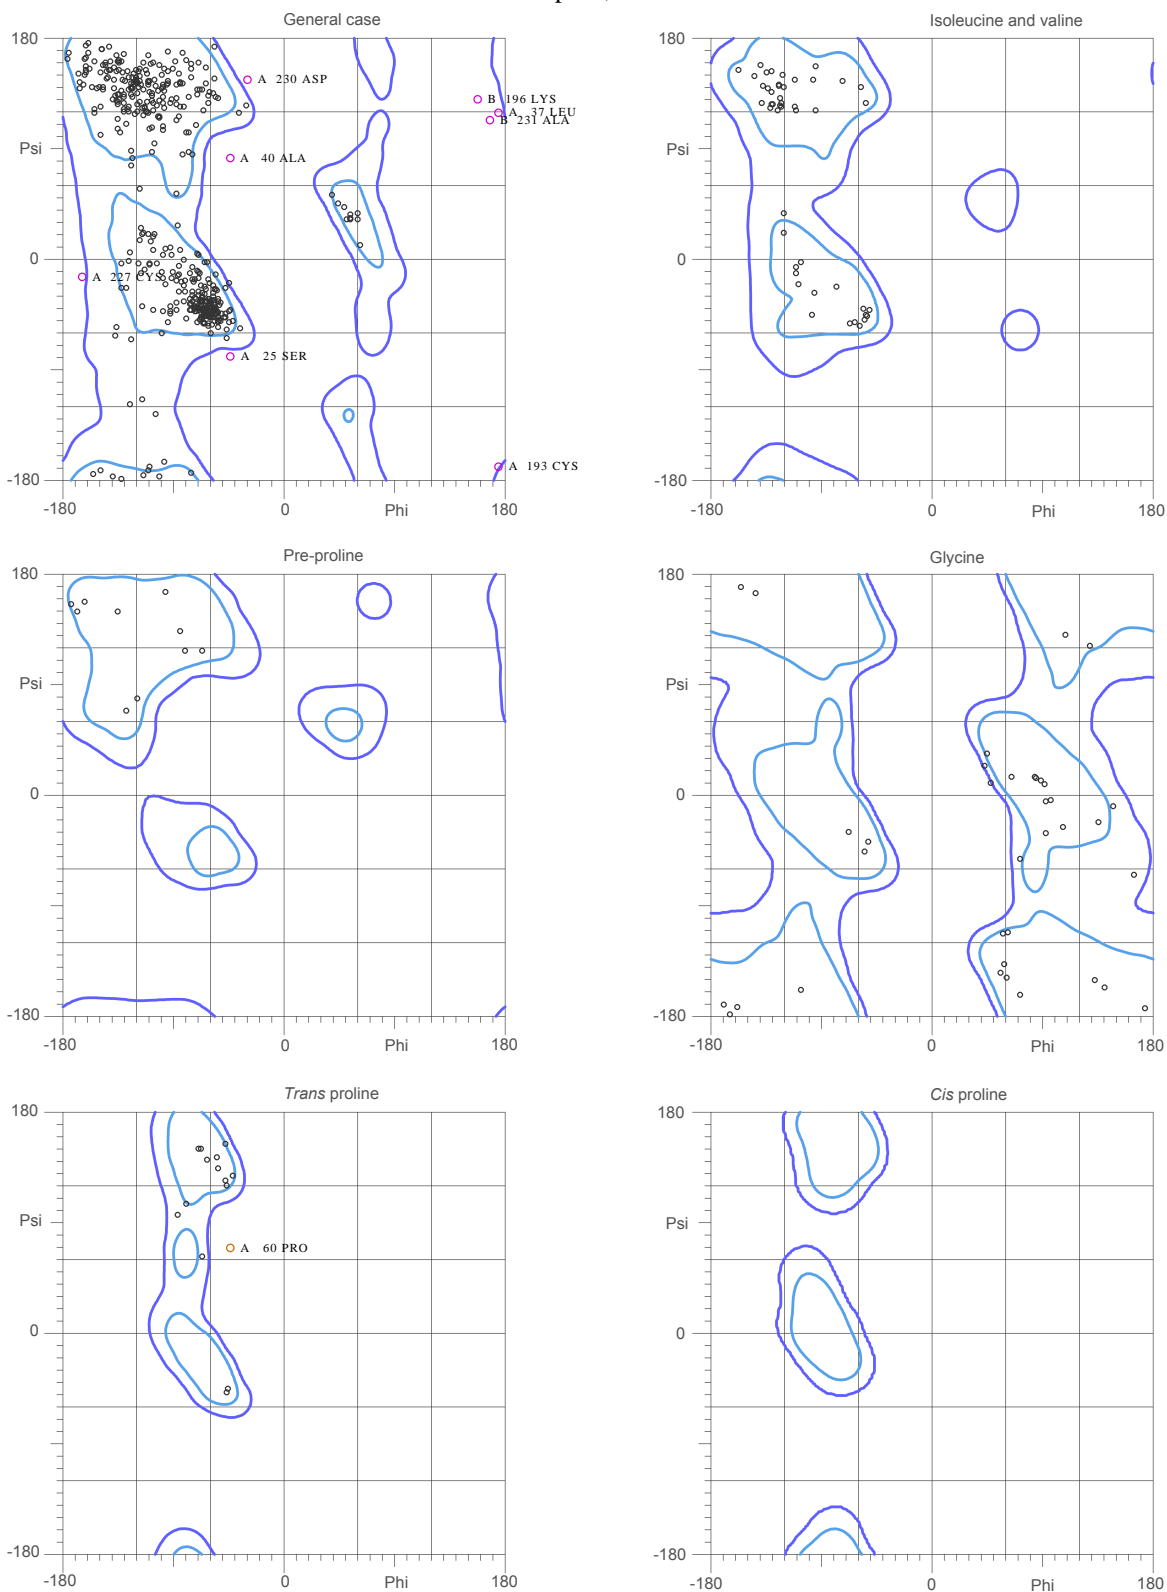 General case
180
A 230 ASP
B 196 LYS
A 37 LEU
B 231 ALA
Psi
A 40 ALA
0
A 227 CYS
A 25 SER
A 193 CYS
-180
-180 0 Phi 180
Isoleucine and valine
180
Psi
0
-180
-180 0 Phi 180
Pre-proline
180
Psi
0
-180
-180 0 Phi 180
Glycine
180
Psi
0
-180
-180 0 Phi 180
Trans proline
180
Psi
A 60 PRO
0
-180
-180 0 Phi 180
Cis proline
180
Psi
0
-180
-180 0 Phi 180